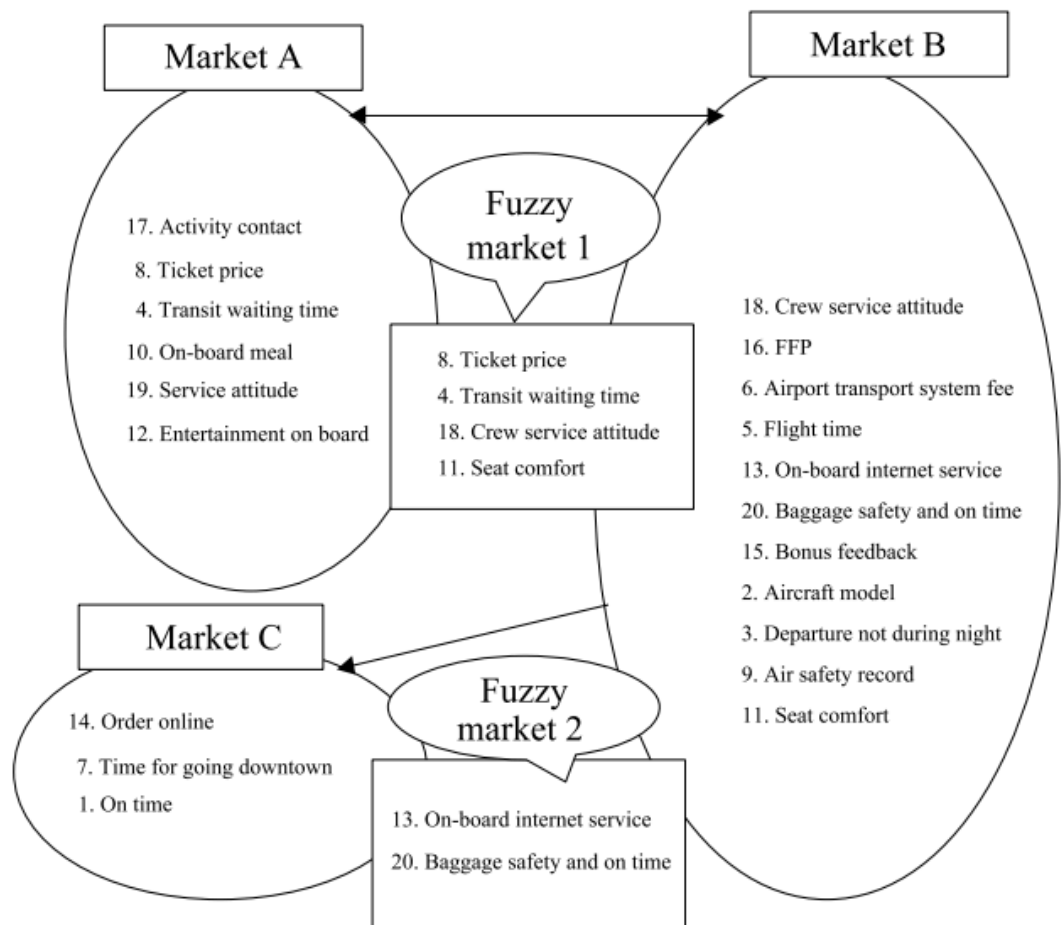 Market A
17. Activity contact
8. Ticket price
4. Transit waiting time
10. On-board meal
19. Service attitude
12. Entertainment on board
Fuzzy
market 1
8. Ticket price
4. Transit waiting time
18. Crew service attitude
11. Seat comfort
Market B
18. Crew service attitude
16. FFP
6. Airport transport system fee
5. Flight time
13. On-board internet service
20. Baggage safety and on time
15. Bonus feedback
2. Aircraft model
3. Departure not during night
9. Air safety record
11. Seat comfort
Market C
14. Order online
7. Time for going downtown
1. On time
Fuzzy
market 2
13. On-board internet service
20. Baggage safety and on time